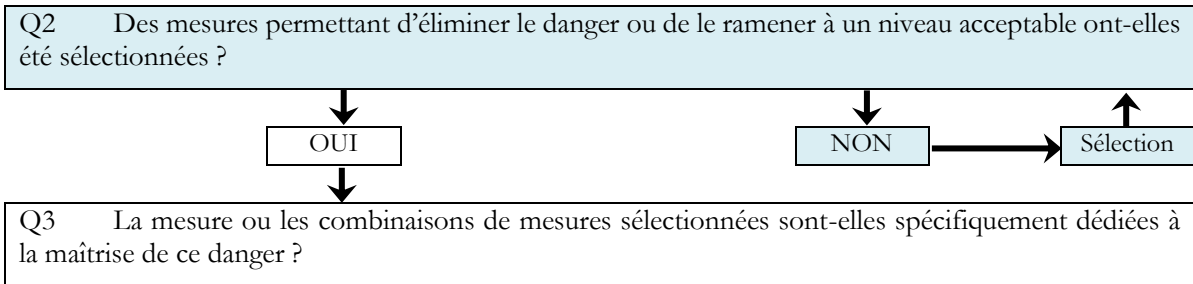 Q2 Des mesures permettant d’éliminer le danger ou de le ramener à un niveau acceptable ont-elles
été sélectionnées ?
OUI
NON
Sélection
Q3 La mesure ou les combinaisons de mesures sélectionnées sont-elles spécifiquement dédiées à
la maîtrise de ce danger ?